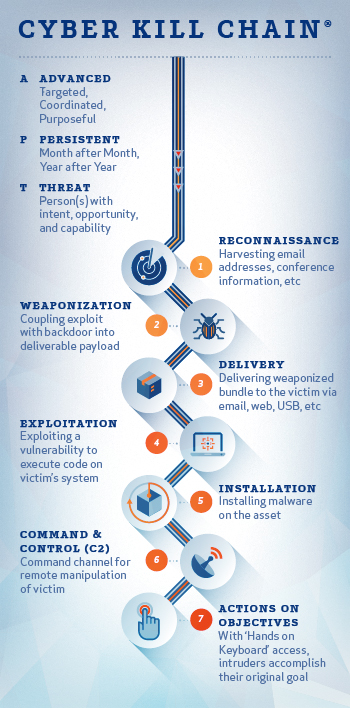 CYBER KILL CHAIN®
A ADVANCED
Targeted,
Coordinated,
Purposeful
P PERSISTENT
Month after Month,
Year after Year
T THREAT
Person(s) with
intent, opportunity,
and capability
1
RECONNAISSANCE
Harvesting email
addresses, conference
information, etc
WEAPONIZATION
Coupling exploit
with backdoor into
deliverable payload
2
3
DELIVERY
Delivering weaponized
bundle to the victim via
email, web, USB, etc
EXPLOITATION
Exploiting a
vulnerability to
execute code on
victim's system
4
5
INSTALLATION
Installing malware
on the asset
COMMAND &
CONTROL (C2)
Command channel for
remote manipulation
of victim
6
7
ACTIONS ON
OBJECTIVES
With 'Hands on
Keyboard' access,
intruders accomplish
their original goal